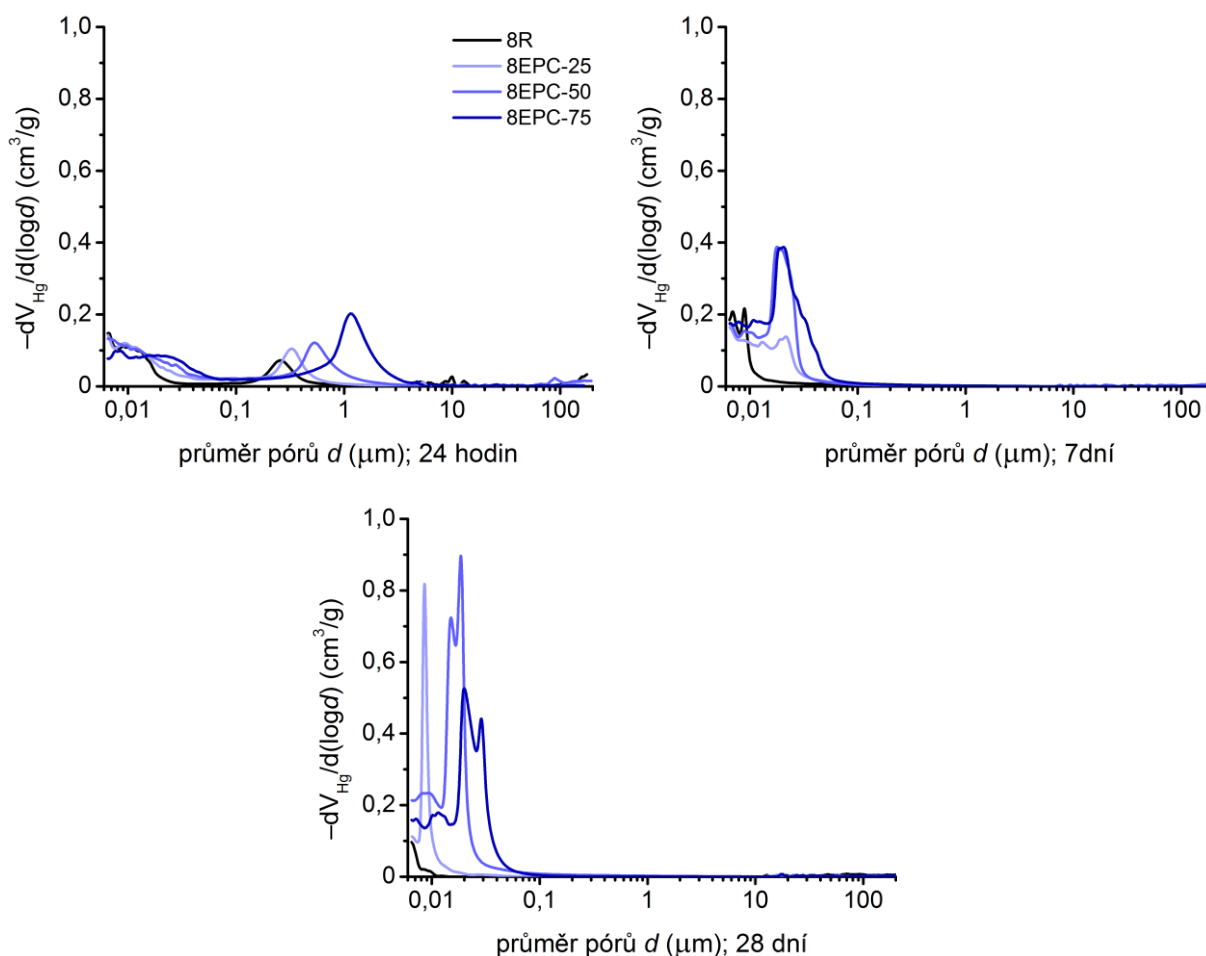 1,0
0,8
0,6
0,4
0,2
0
–dV_Hg/d(logd) (cm³/g)
0,01 0,1 1 10 100
průměr pórů d (μm); 24 hodin
8R
8EPC-25
8EPC-50
8EPC-75
1,0
0,8
0,6
0,4
0,2
0
–dV_Hg/d(logd) (cm³/g)
0,01 0,1 1 10 100
průměr pórů d (μm); 7dní
1,0
0,8
0,6
0,4
0,2
0
–dV_Hg/d(logd) (cm³/g)
0,01 0,1 1 10 100
průměr pórů d (μm); 28 dní